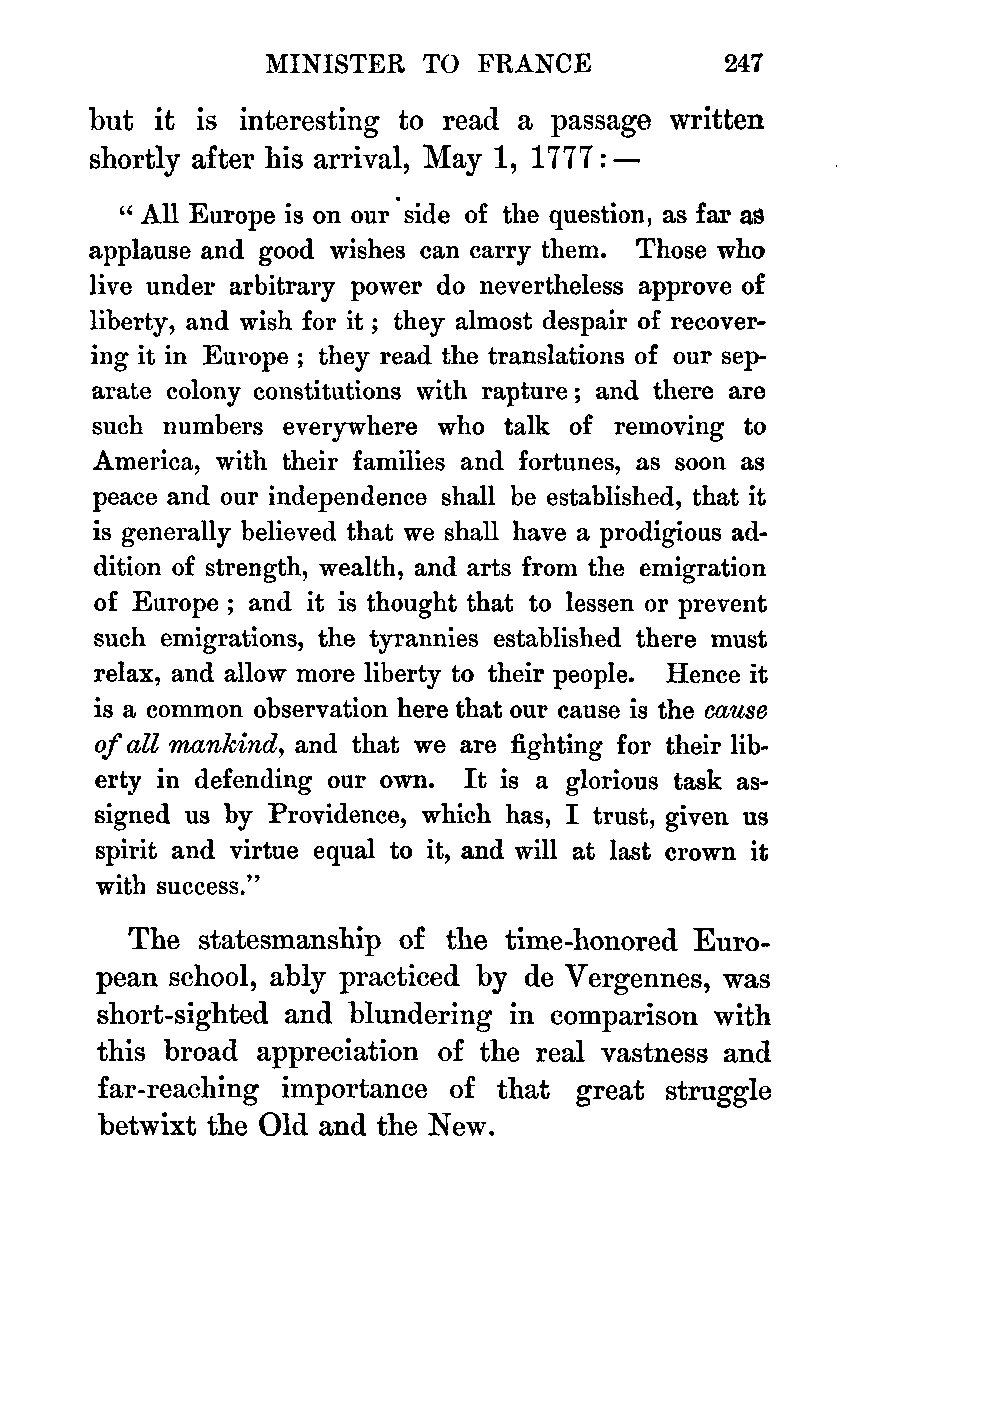 MINISTER TO FRANCE 247
but it is interesting to read a passage written
shortly after his arrival, May 1, 1777: —
“ All Europe is on our side of the question, as far as
applause and good wishes can carry them. Those who
live under arbitrary power do nevertheless approve of
liberty, and wish for it ; they almost despair of recover-
ing it in Europe ; they read the translations of our sep-
arate colony constitutions with rapture ; and there are
such numbers everywhere who talk of removing to
America, with their families and fortunes, as soon as
peace and our independence shall be established, that it
is generally believed that we shall have a prodigious ad-
dition of strength, wealth, and arts from the emigration
of Europe ; and it is thought that to lessen or prevent
such emigrations, the tyrannies established there must
relax, and allow more liberty to their people. Hence it
is a common observation here that our cause is the cause
of all mankind, and that we are fighting for their lib-
erty in defending our own. It is a glorious task as-
signed us by Providence, which has, I trust, given us
spirit and virtue equal to it, and will at last crown it
with success.”
The statesmanship of the time-honored Euro-
pean school, ably practiced by de Vergennes, was
short-sighted and blundering in comparison with
this broad appreciation of the real vastness and
far-reaching importance of that great struggle
betwixt the Old and the New.